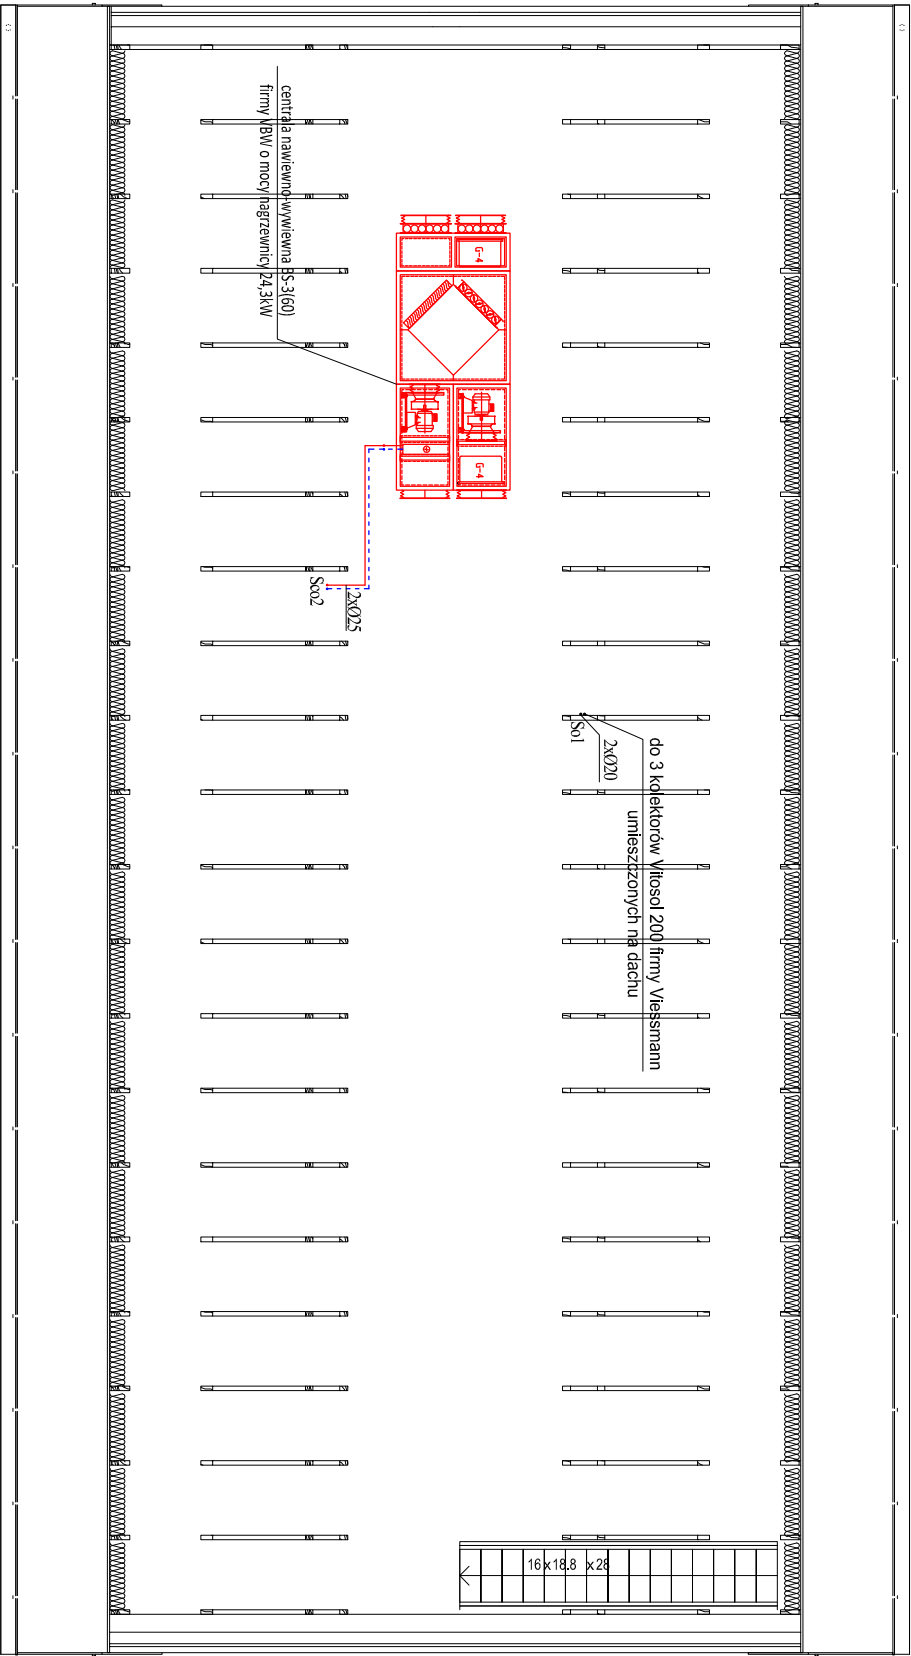 centrala nawiewno-wywiewna BS-3(60)
firmy VBW o mocy nagrzewnicy 24,3kW
G-4
G-4
2xØ25
Sco2
do 3 kolektorów Vitosol 200 firmy Viessmann
umieszczonych na dachu
2xØ20
Sol
16 x18.8 x28